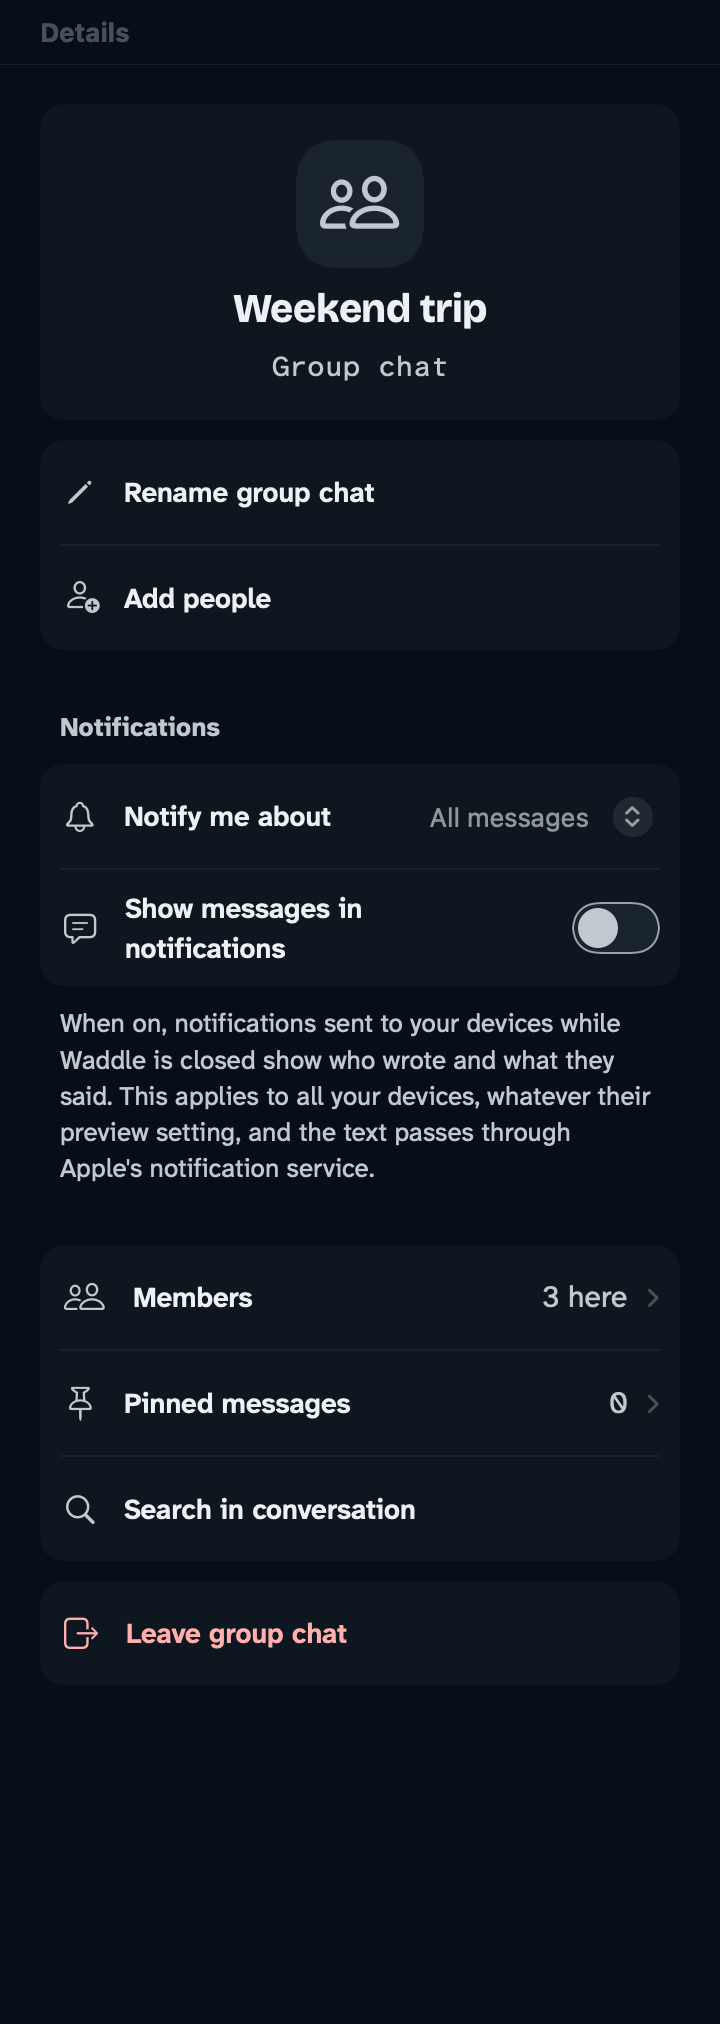 Details
Weekend trip
Group chat
Rename group chat
Add people
Notifications
Notify me about All messages
Show messages in
notifications
When on, notifications sent to your devices while
Waddle is closed show who wrote and what they
said. This applies to all your devices, whatever their
preview setting, and the text passes through
Apple's notification service.
Members 3 here
Pinned messages 0
Search in conversation
Leave group chat